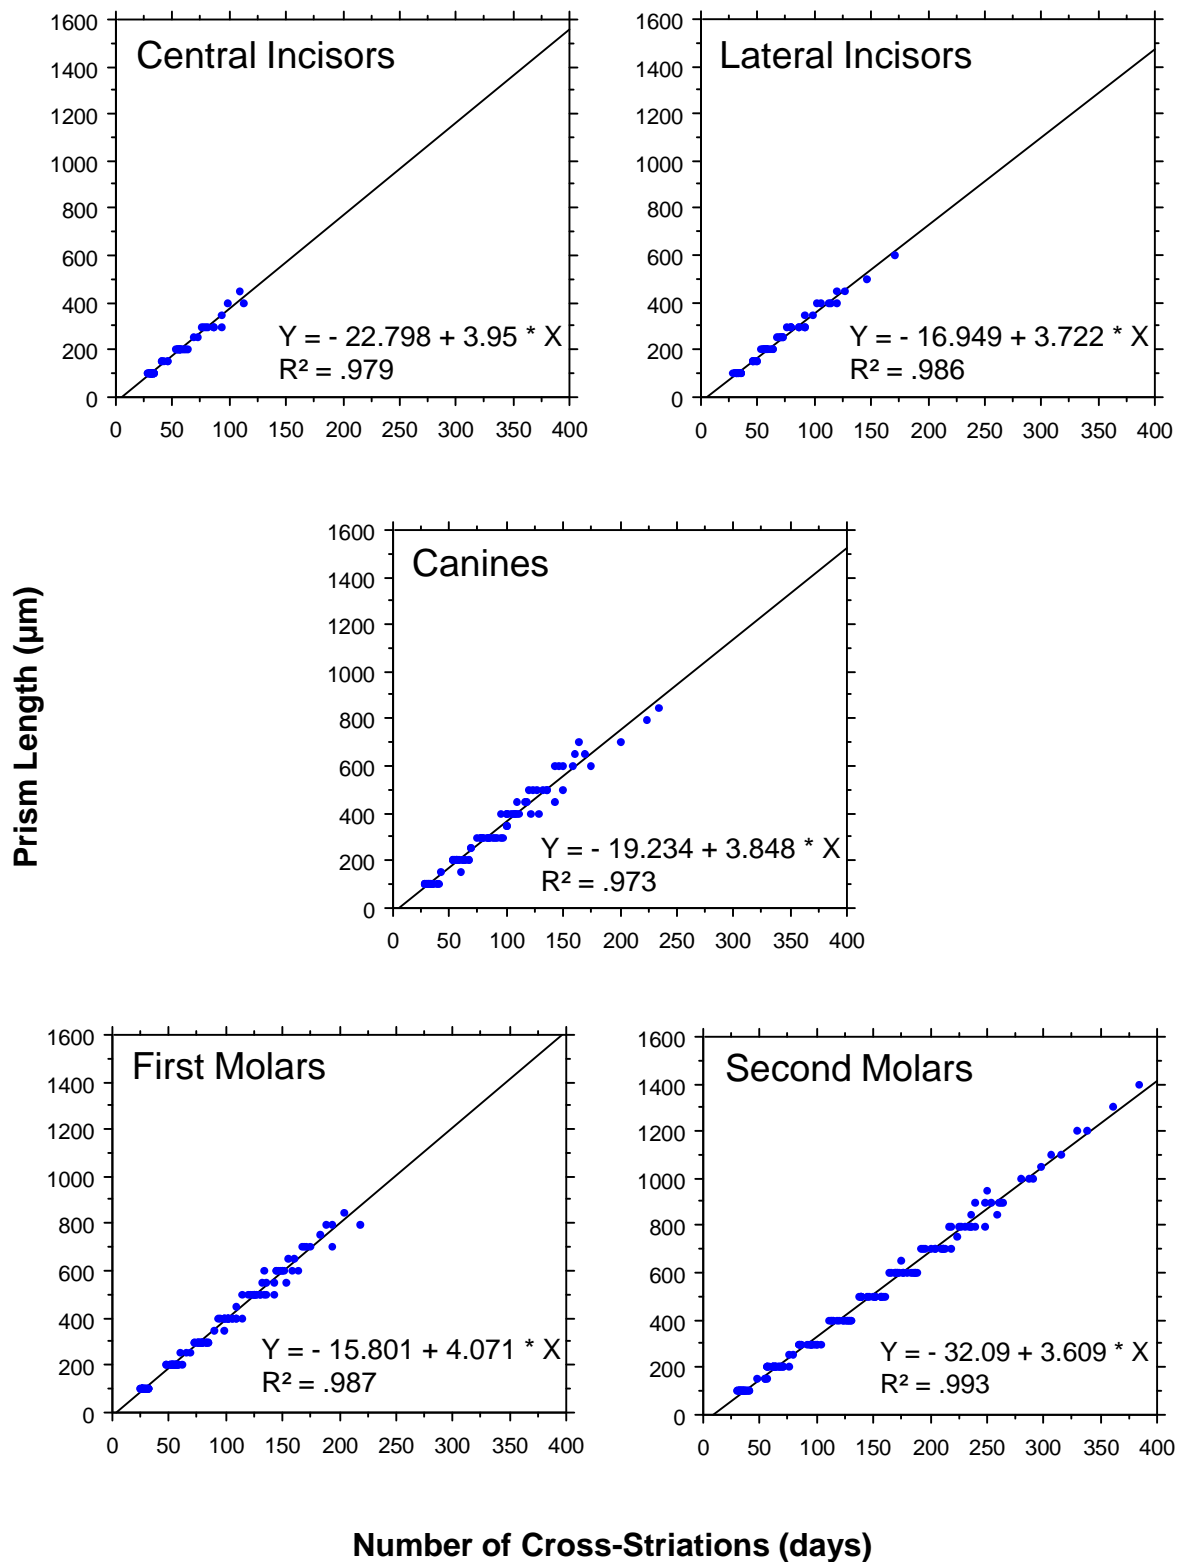 Prism Length (µm)
Central Incisors
1600
1400
1200
1000
800
600
400
200
0
Y = - 22.798 + 3.95 * X
R² = .979
0 50 100 150 200 250 300 350 400
Lateral Incisors
1600
1400
1200
1000
800
600
400
200
0
Y = - 16.949 + 3.722 * X
R² = .986
0 50 100 150 200 250 300 350 400
Canines
1600
1400
1200
1000
800
600
400
200
0
Y = - 19.234 + 3.848 * X
R² = .973
0 50 100 150 200 250 300 350 400
First Molars
1600
1400
1200
1000
800
600
400
200
0
Y = - 15.801 + 4.071 * X
R² = .987
0 50 100 150 200 250 300 350 400
Second Molars
1600
1400
1200
1000
800
600
400
200
0
Y = - 32.09 + 3.609 * X
R² = .993
0 50 100 150 200 250 300 350 400
Number of Cross-Striations (days)